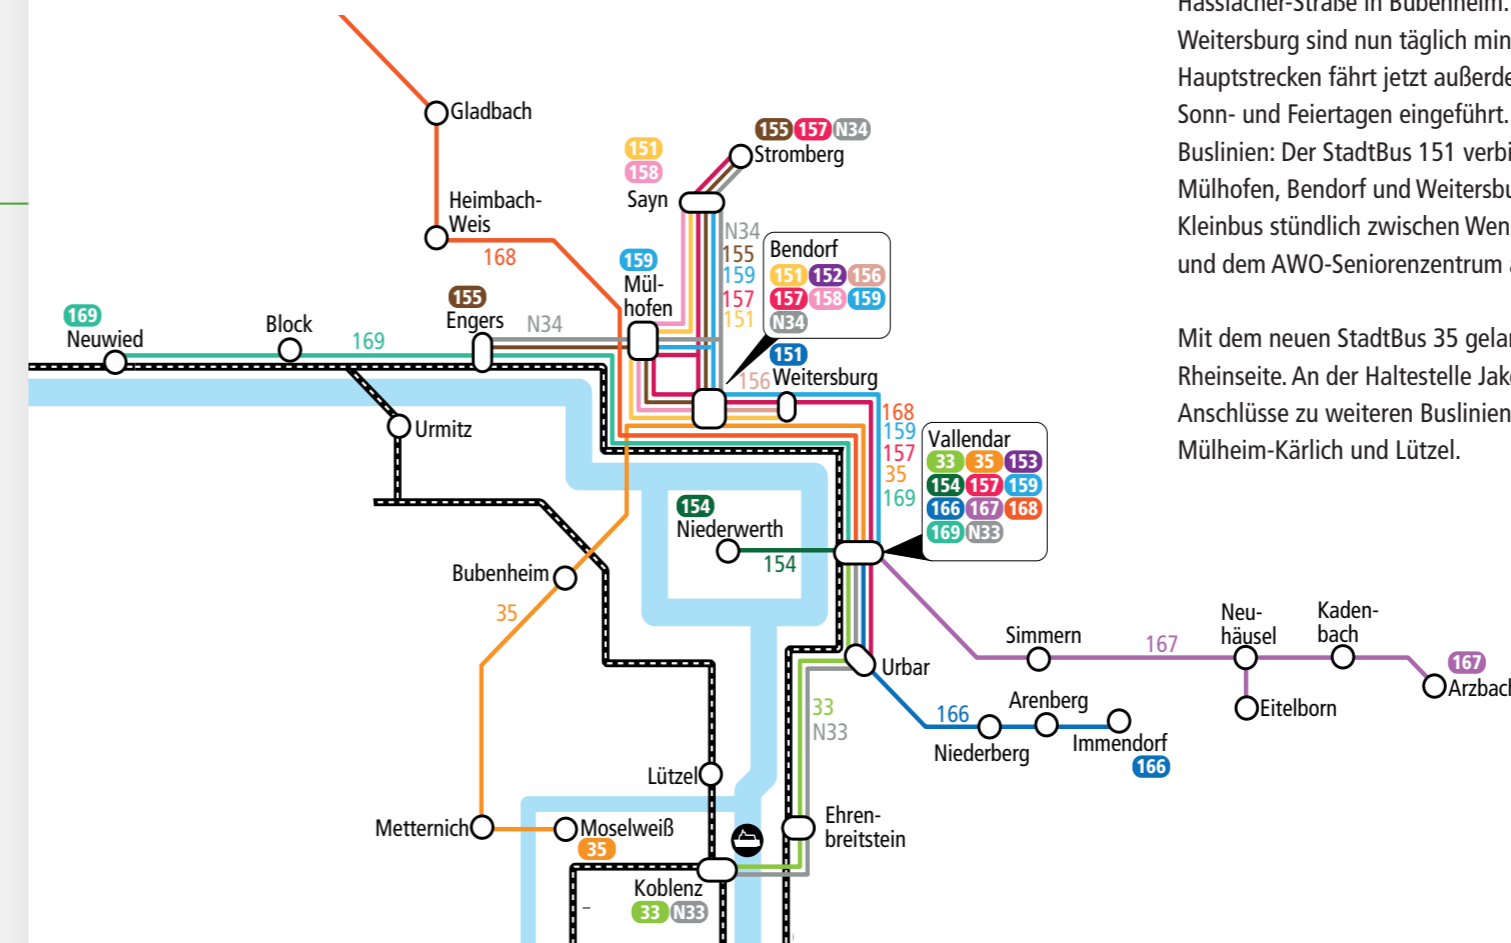 Gladbach
Heimbach-
Weis
168
155 157 N34
Stromberg
151
158
Sayn
N34
155
159
157
151
159
Mül-
hofen
Bendorf
151 152 156
157 158 159
N34
155
Engers
N34
169
Neuwied
Block
169
151
Weitersburg
156
Urmitz
168
159
157
35
169
Vallendar
33 35 153
154 157 159
166 167 168
169 N33
154
Niederwerth
154
Bubenheim
35
Simmern
167
Neu-
häusel
Kaden-
bach
167
Arzbach
Eitelborn
Urbar
166
Arenberg
Niederberg
Immendorf
166
33
N33
Lützel
Metternich
Moselweiß
35
Ehren-
breitstein
Koblenz
33 N33
Hasslacher-Straße in Bubenheim.
Weitersburg sind nun täglich min
Hauptstrecken fährt jetzt außerde
Sonn- und Feiertagen eingeführt.
Buslinien: Der StadtBus 151 verbi
Mülhofen, Bendorf und Weitersbu
Kleinbus stündlich zwischen Wen
und dem AWO-Seniorenzentrum
Mit dem neuen StadtBus 35 gelan
Rheinseite. An der Haltestelle Jak
Anschlüsse zu weiteren Buslinien
Mülheim-Kärlich und Lützel.